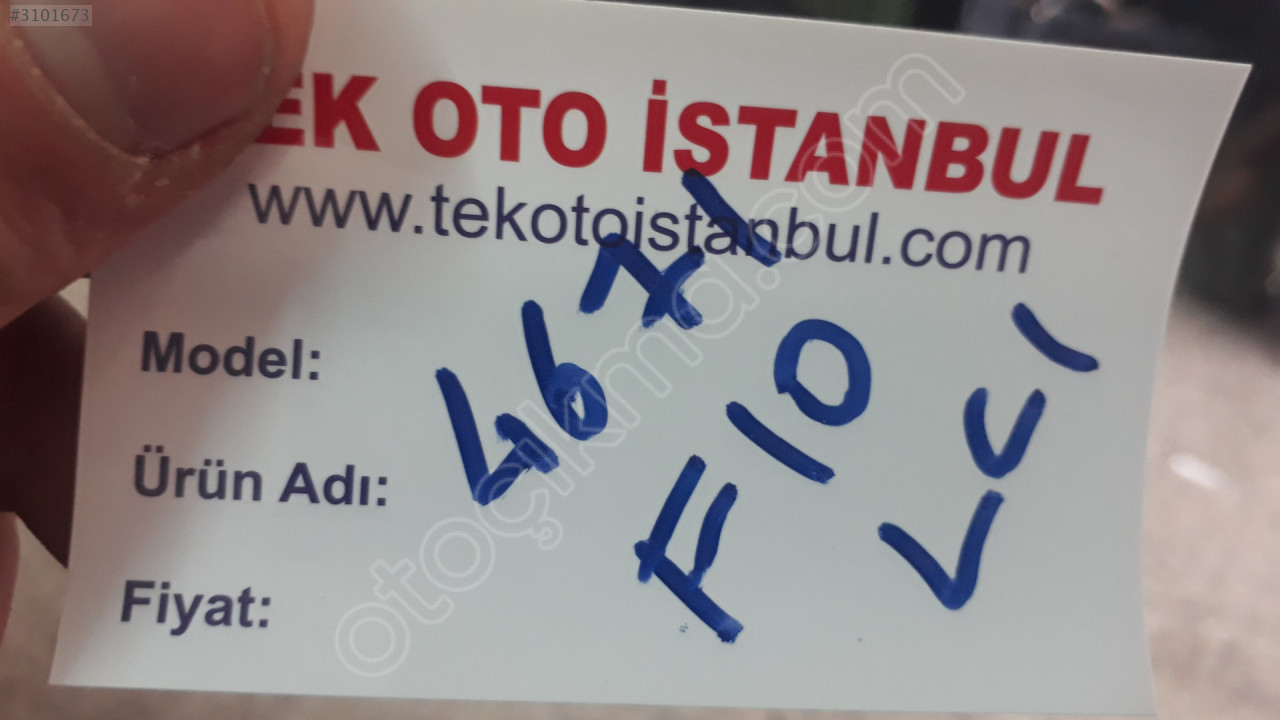 #3101673
EK OTO İSTANBUL
www.tekotoistanbul.com
Model:
Ürün Adı:
Fiyat:
4671
F10
LCI
otoçıkma.com